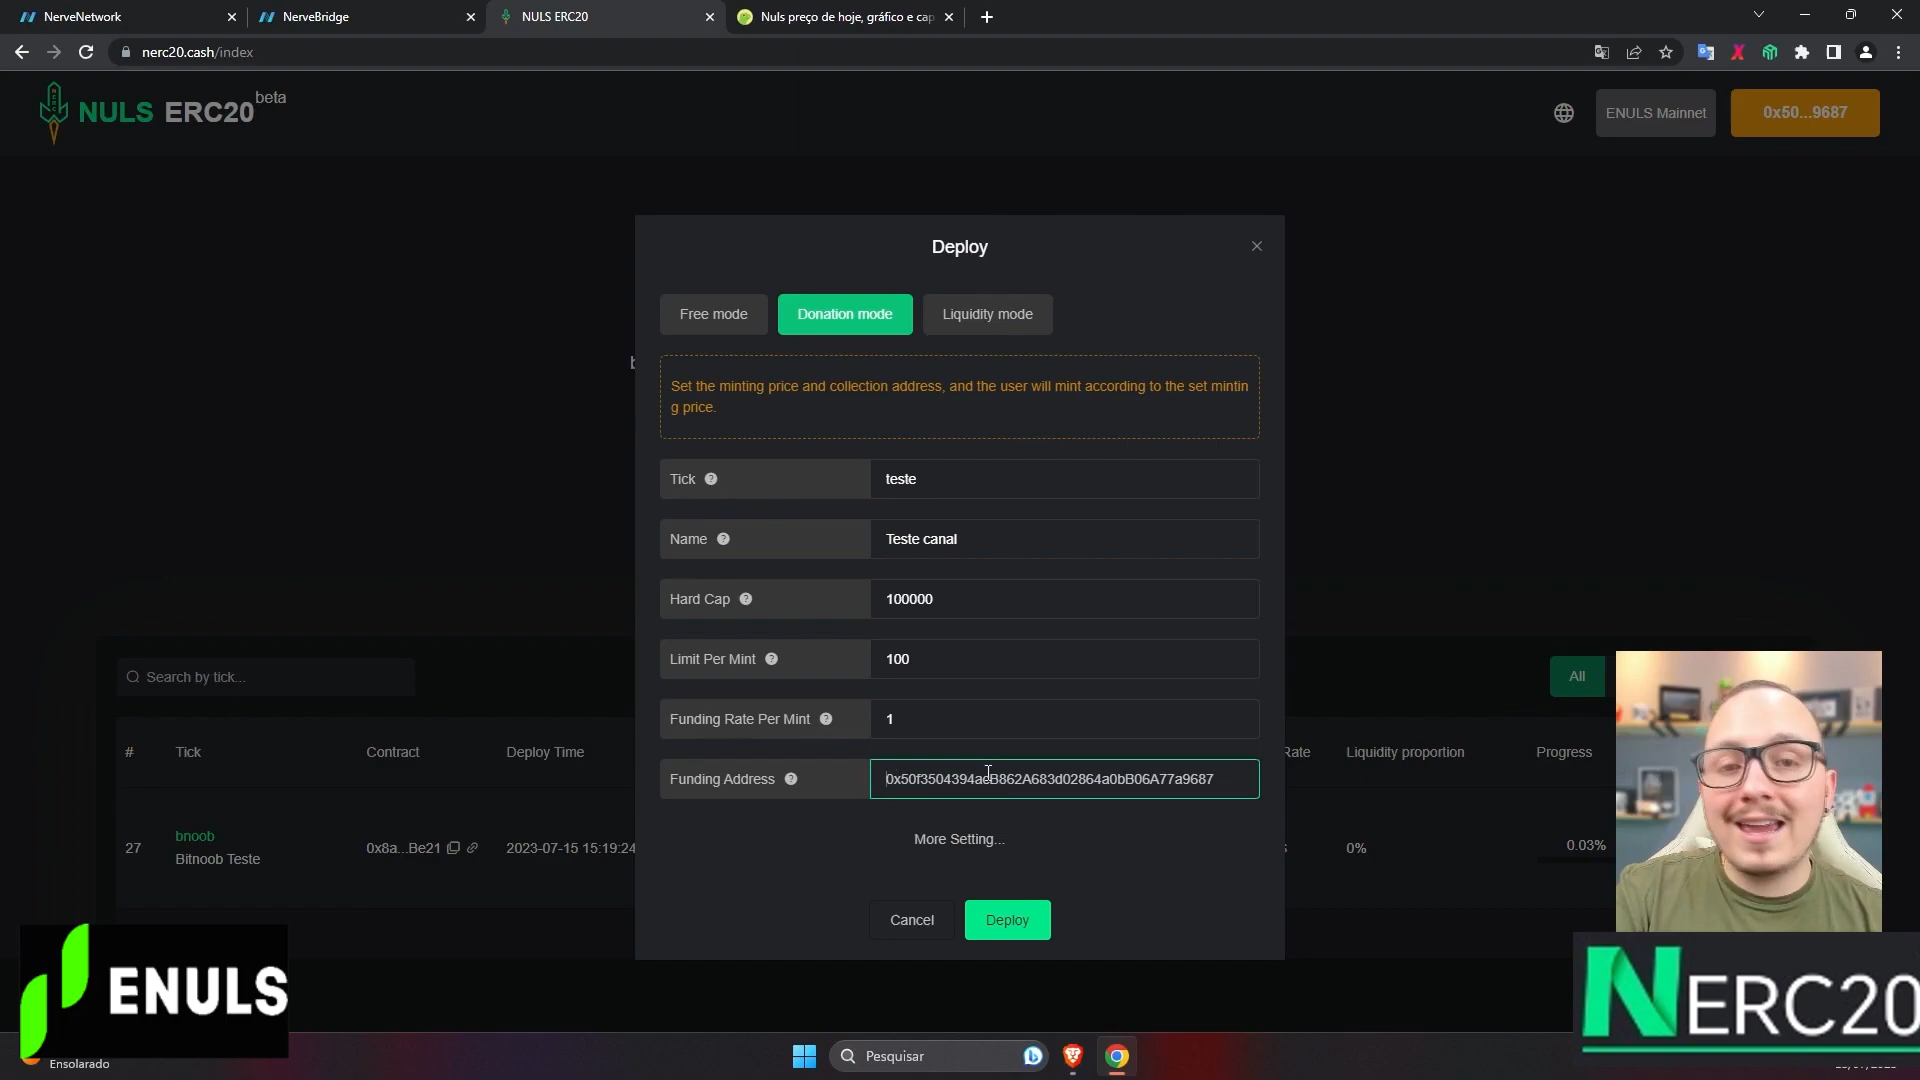 NerveNetwork
NerveBridge
NULS ERC20
Nuls preço de hoje, gráfico e cap
nerc20.cash/index
NULS ERC20 beta
ENULS Mainnet
0x50...9687
Deploy
Free mode
Donation mode
Liquidity mode
Set the minting price and collection address, and the user will mint according to the set mintin
g price.
Tick
teste
Name
Teste canal
Hard Cap
100000
Limit Per Mint
100
Funding Rate Per Mint
1
Funding Address
0x50f3504394aeB862A683d02864a0bB06A77a9687
More Setting...
Cancel
Deploy
Search by tick...
All
# Tick Contract Deploy Time Rate Liquidity proportion Progress
27
bnoob
Bitnoob Teste
0x8a...Be21
2023-07-15 15:19:24
0%
0.03%
ENULS
NERC20
Ensolarado
Pesquisar